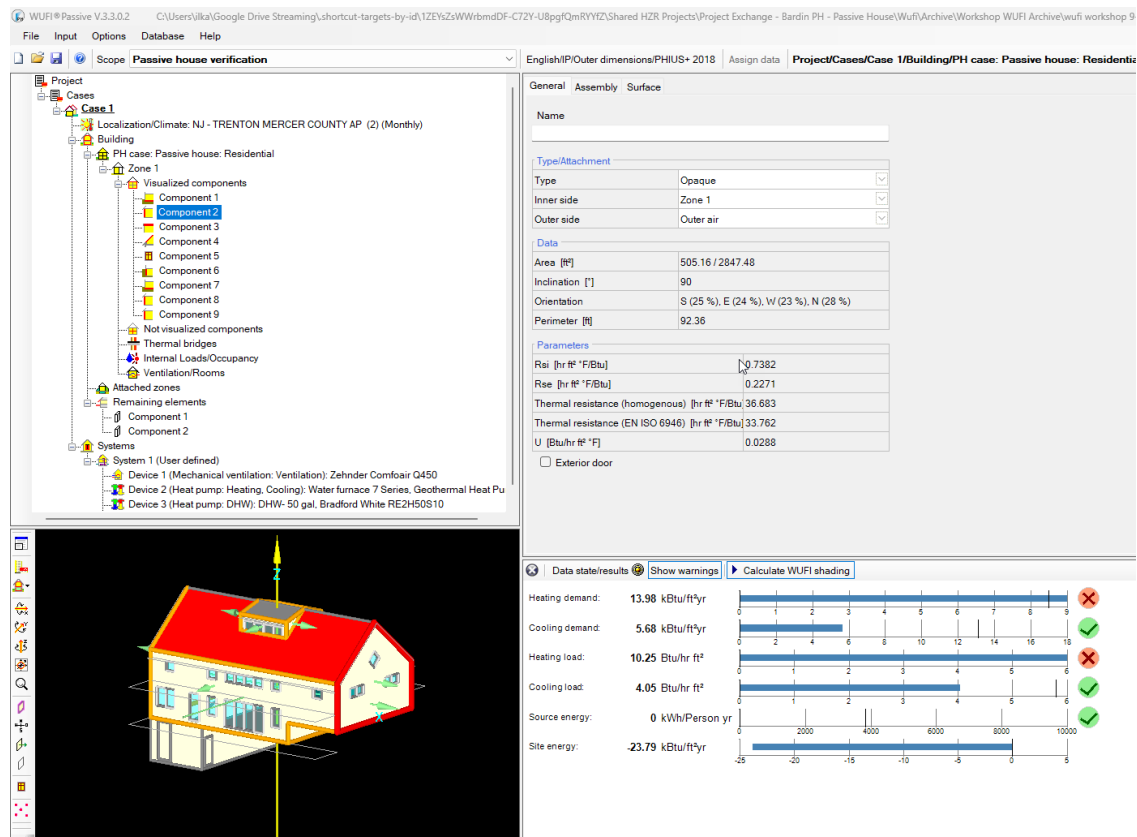 WUFI®Passive V.3.3.0.2 C:\Users\ilka\Google Drive Streaming\.shortcut-targets-by-id\1ZEYsZsWWrbmdDF-C72Y-U8pgfQmRYYfZ\Shared HZR Projects\Project Exchange - Bardin PH - Passive House\Wufi\Archive\Workshop WUFI Archive\wufi workshop 9-
File Input Options Database Help
Scope Passive house verification English/IP/Outer dimensions/PHIUS+ 2018 Assign data Project/Cases/Case 1/Building/PH case: Passive house: Residentia
Project
Cases
Case 1
Localization/Climate: NJ - TRENTON MERCER COUNTY AP (2) (Monthly)
Building
PH case: Passive house: Residential
Zone 1
Visualized components
Component 1
Component 2
Component 3
Component 4
Component 5
Component 6
Component 7
Component 8
Component 9
Not visualized components
Thermal bridges
Internal Loads/Occupancy
Ventilation/Rooms
Attached zones
Remaining elements
Component 1
Component 2
Systems
System 1 (User defined)
Device 1 (Mechanical ventilation: Ventilation): Zehnder Comfoair Q450
Device 2 (Heat pump: Heating, Cooling): Water furnace 7 Series, Geothermal Heat Pu
Device 3 (Heat pump: DHW): DHW- 50 gal, Bradford White RE2H50S10
General Assembly Surface
Name
Type/Attachment
Type Opaque
Inner side Zone 1
Outer side Outer air
Data
Area [ft²] 505.16 / 2847.48
Inclination [°] 90
Orientation S (25 %), E (24 %), W (23 %), N (28 %)
Perimeter [ft] 92.36
Parameters
Rsi [hr ft² °F/Btu] 0.7382
Rse [hr ft² °F/Btu] 0.2271
Thermal resistance (homogenous) [hr ft² °F/Btu] 36.683
Thermal resistance (EN ISO 6946) [hr ft² °F/Btu] 33.762
U [Btu/hr ft² °F] 0.0288
Exterior door
Z
X
Data state/results Show warnings Calculate WUFI shading
Heating demand: 13.98 kBtu/ft²yr
0 1 2 3 4 5 6 7 8 9
Cooling demand: 5.68 kBtu/ft²yr
0 2 4 6 8 10 12 14 16 18
Heating load: 10.25 Btu/hr ft²
0 1 2 3 4 5 6
Cooling load: 4.05 Btu/hr ft²
0 1 2 3 4 5 6
Source energy: 0 kWh/Person yr
0 2000 4000 6000 8000 10000
Site energy: -23.79 kBtu/ft²yr
-25 -20 -15 -10 -5 0 5